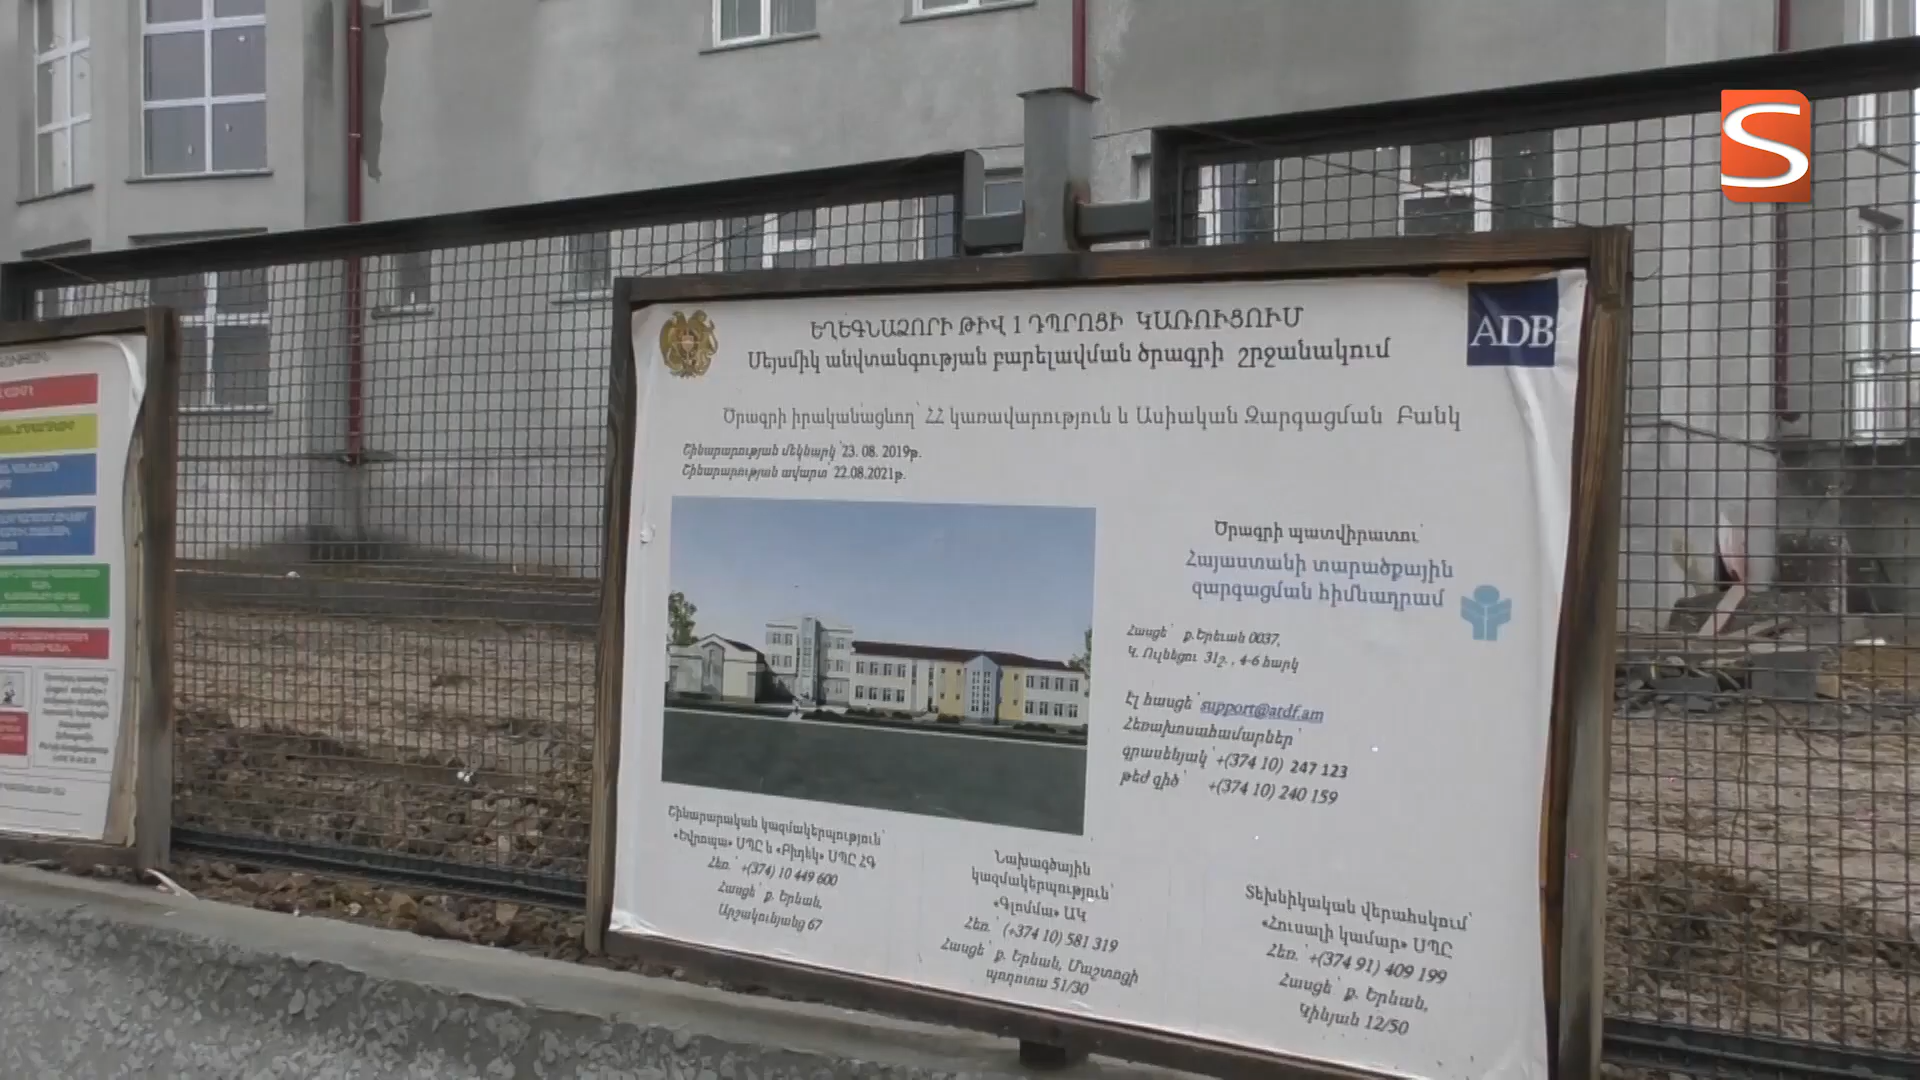 S
ԵՂԵԳՆԱՁՈՐԻ ԹԻՎ 1 ԴՊՐՈՑԻ ԿԱՌՈՒՑՈՒՄ
Սեյսմիկ անվտանգության բարելավման ծրագրի շրջանակում
ADB
Ծրագրի իրականացնող՝ ՀՀ կառավարություն և Ասիական Զարգացման Բանկ
Շինարարության մեկնարկ՝ 23. 08. 2019թ.
Շինարարության ավարտ՝ 22.08.2021թ.
Ծրագրի պատվիրատու՝
Հայաստանի տարածքային
զարգացման հիմնադրամ
Հասցե՝ ք.Երեւան 0037,
Կ. Ուլնեցու 31շ. , 4-6 հարկ
Էլ հասցե՝ support@atdf.am
Հեռախոսահամարներ՝
գրասենյակ՝ +(374 10) 247 123
թեժ գիծ՝ +(374 10) 240 159
Շինարարական կազմակերպություն՝
«Եվրոպա» ՍՊԸ և «Բիդեկ» ՍՊԸ ՀԳ
Հեռ.՝ +(374) 10 449 600
Հասցե՝ ք. Երևան,
Արշակունյանց 67
Նախագծային
կազմակերպություն՝
«Գլոմմա» ԱԿ
Հեռ.՝ (+374 10) 581 319
Հասցե՝ ք. Երևան, Մաշտոցի
պողոտա 51/30
Տեխնիկական վերահսկում՝
«Հուսալի կամար» ՍՊԸ
Հեռ.՝ +(374 91) 409 199
Հասցե՝ ք. Երևան,
Կինյան 12/50